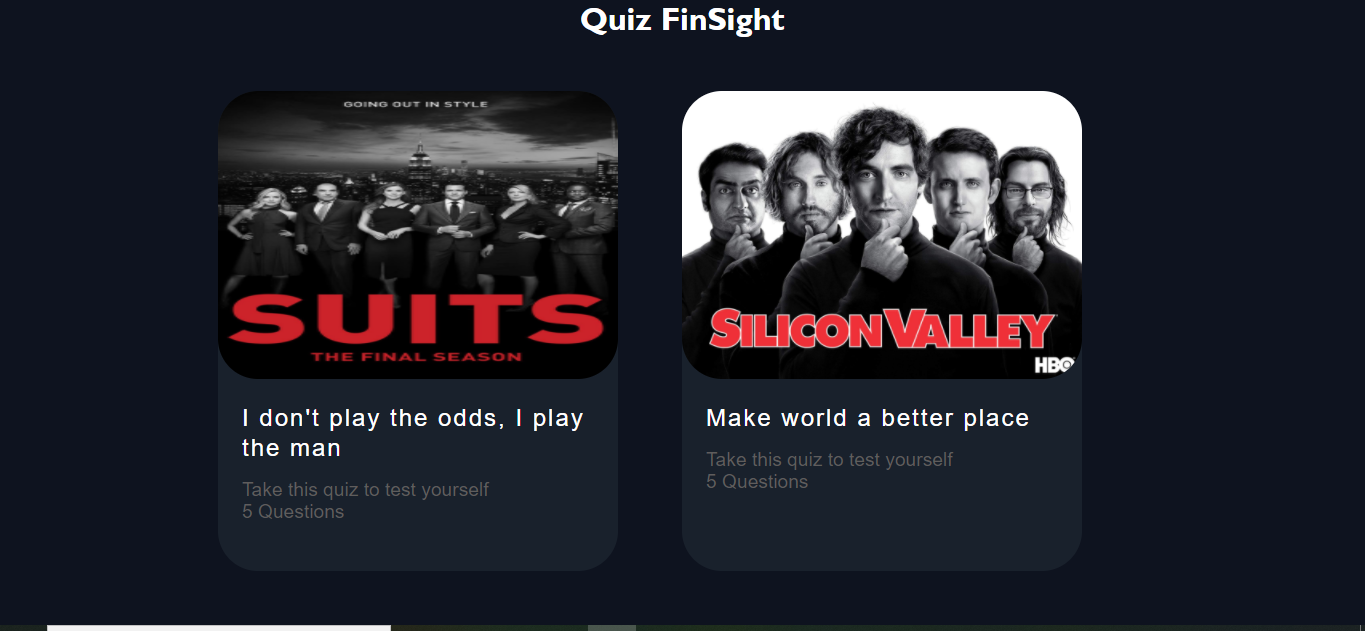 Quiz FinSight
GOING OUT IN STYLE
SUITS
THE FINAL SEASON
I don't play the odds, I play
the man
Take this quiz to test yourself
5 Questions
SILICON VALLEY
HBO
Make world a better place
Take this quiz to test yourself
5 Questions